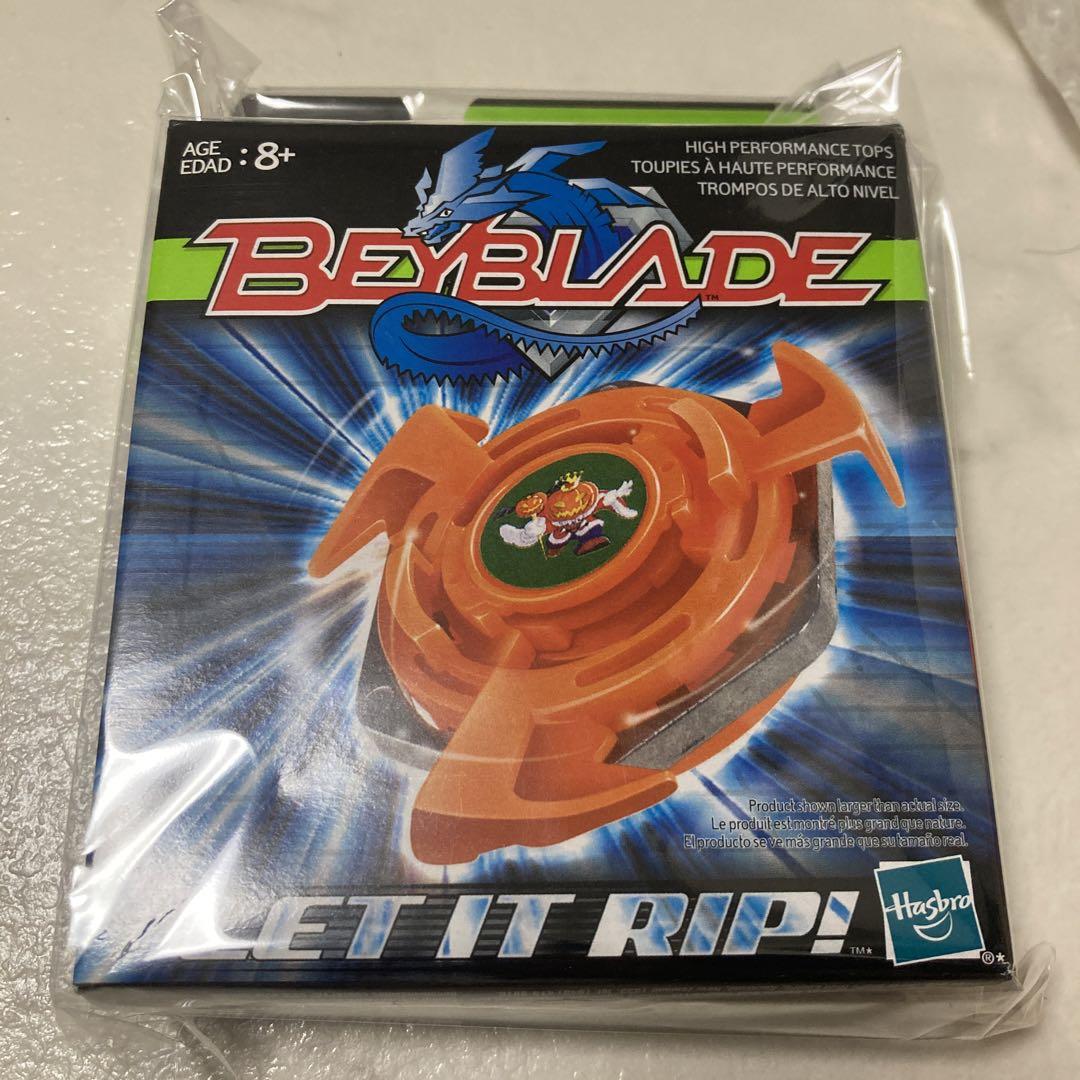 AGE
EDAD : 8+
HIGH PERFORMANCE TOPS
TOUPIES À HAUTE PERFORMANCE
TROMPOS DE ALTO NIVEL
BEYBLADE™
Product shown larger than actual size.
Le produit est montré plus grand que nature.
El producto se ve más grande que su tamaño real.
LET IT RIP!™*
Hasbro
®*